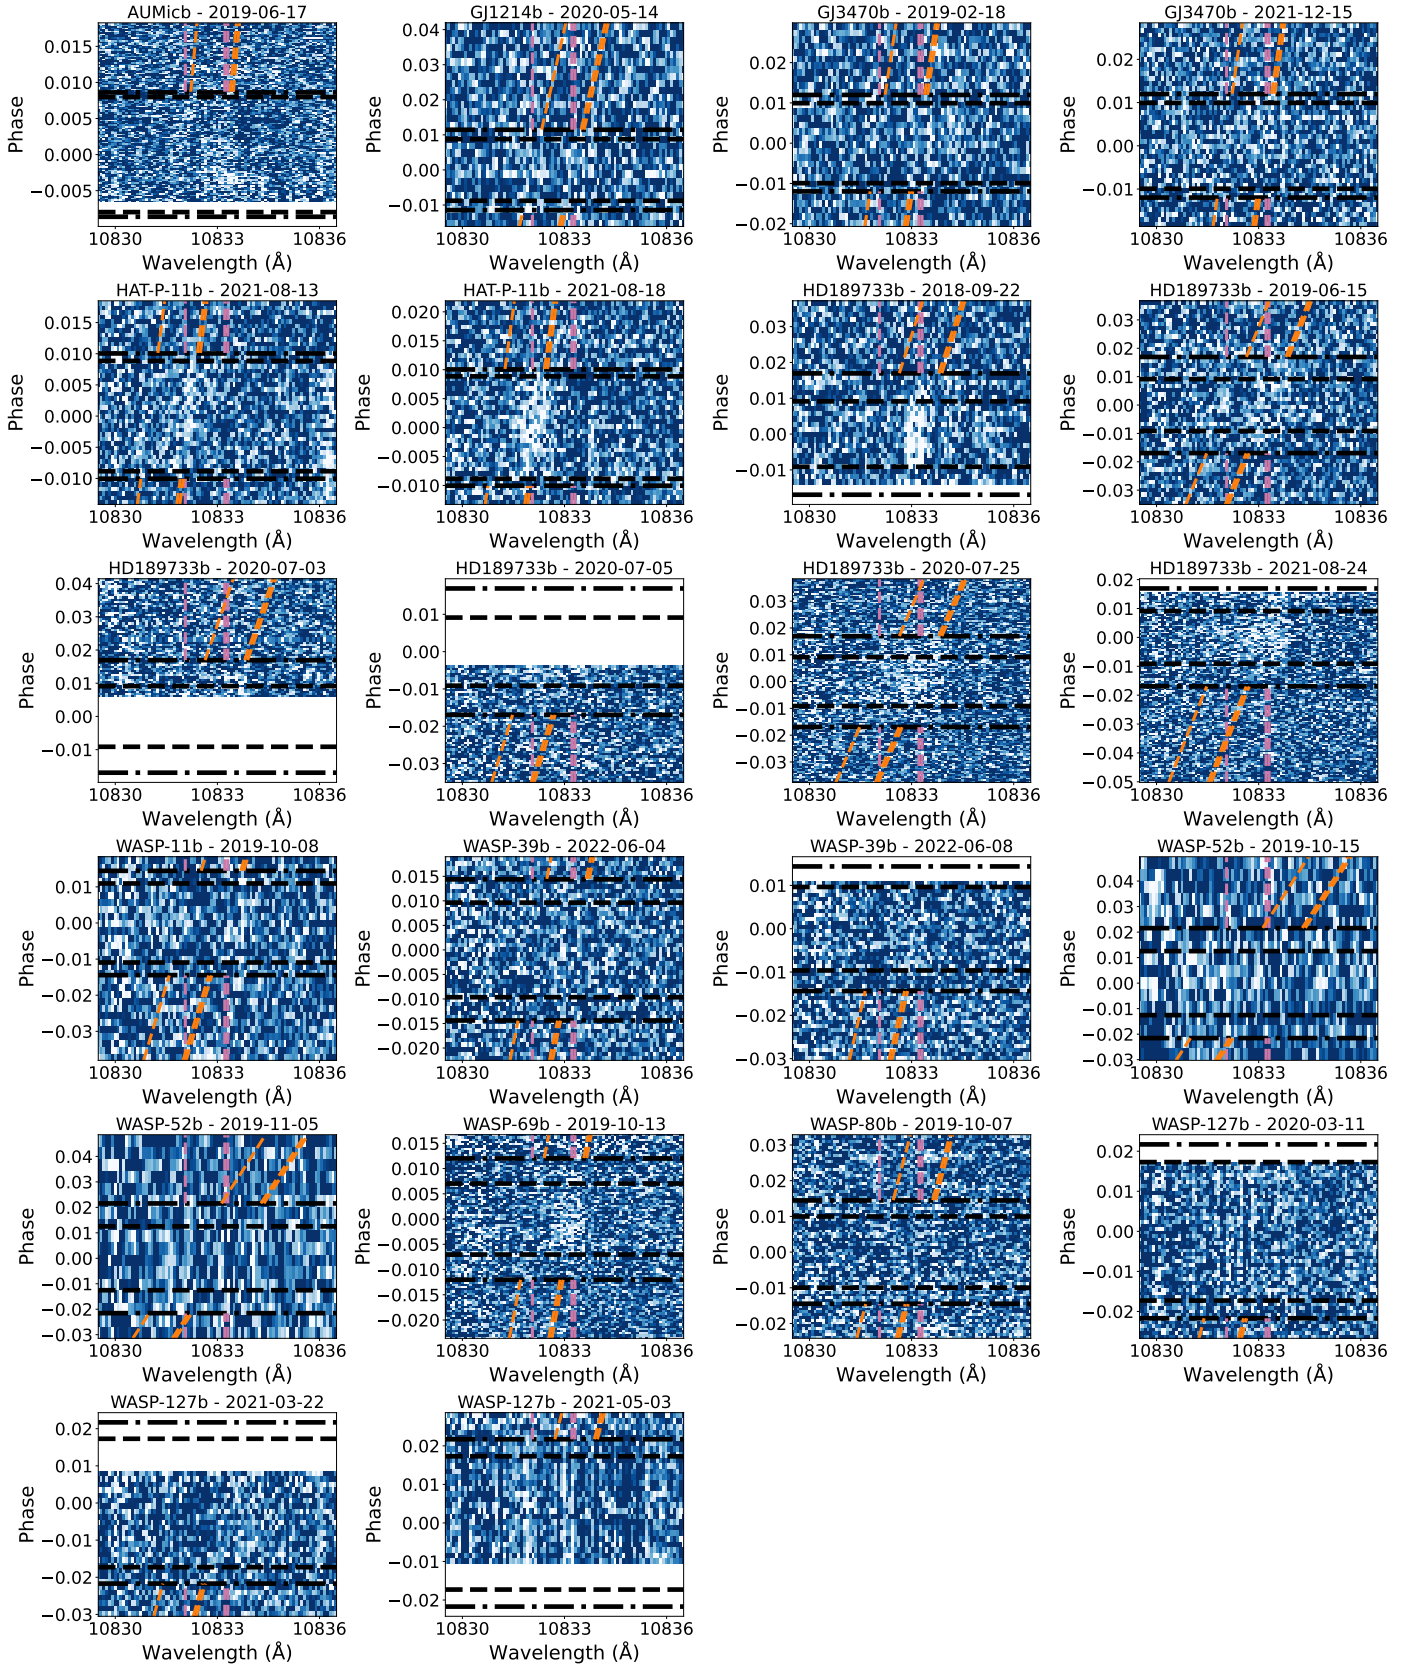 AUMicb - 2019-06-17
0.015
0.010
0.005
0.000
−0.005
Phase
10830 10833 10836
Wavelength (Å)
GJ1214b - 2020-05-14
0.04
0.03
0.02
0.01
0.00
−0.01
Phase
10830 10833 10836
Wavelength (Å)
GJ3470b - 2019-02-18
0.02
0.01
0.00
−0.01
−0.02
Phase
10830 10833 10836
Wavelength (Å)
GJ3470b - 2021-12-15
0.02
0.01
0.00
−0.01
Phase
10830 10833 10836
Wavelength (Å)
HAT-P-11b - 2021-08-13
0.015
0.010
0.005
0.000
−0.005
−0.010
Phase
10830 10833 10836
Wavelength (Å)
HAT-P-11b - 2021-08-18
0.020
0.015
0.010
0.005
0.000
−0.005
−0.010
Phase
10830 10833 10836
Wavelength (Å)
HD189733b - 2018-09-22
0.03
0.02
0.01
0.00
−0.01
Phase
10830 10833 10836
Wavelength (Å)
HD189733b - 2019-06-15
0.03
0.02
0.01
0.00
−0.01
−0.02
−0.03
Phase
10830 10833 10836
Wavelength (Å)
HD189733b - 2020-07-03
0.04
0.03
0.02
0.01
0.00
−0.01
Phase
10830 10833 10836
Wavelength (Å)
HD189733b - 2020-07-05
0.01
0.00
−0.01
−0.02
−0.03
Phase
10830 10833 10836
Wavelength (Å)
HD189733b - 2020-07-25
0.03
0.02
0.01
0.00
−0.01
−0.02
−0.03
Phase
10830 10833 10836
Wavelength (Å)
HD189733b - 2021-08-24
0.02
0.01
0.00
−0.01
−0.02
−0.03
−0.04
−0.05
Phase
10830 10833 10836
Wavelength (Å)
WASP-11b - 2019-10-08
0.01
0.00
−0.01
−0.02
−0.03
Phase
10830 10833 10836
Wavelength (Å)
WASP-39b - 2022-06-04
0.015
0.010
0.005
0.000
−0.005
−0.010
−0.015
−0.020
Phase
10830 10833 10836
Wavelength (Å)
WASP-39b - 2022-06-08
0.01
0.00
−0.01
−0.02
−0.03
Phase
10830 10833 10836
Wavelength (Å)
WASP-52b - 2019-10-15
0.04
0.03
0.02
0.01
0.00
−0.01
−0.02
−0.03
Phase
10830 10833 10836
Wavelength (Å)
WASP-52b - 2019-11-05
0.04
0.03
0.02
0.01
0.00
−0.01
−0.02
−0.03
Phase
10830 10833 10836
Wavelength (Å)
WASP-69b - 2019-10-13
0.015
0.010
0.005
0.000
−0.005
−0.010
−0.015
−0.020
Phase
10830 10833 10836
Wavelength (Å)
WASP-80b - 2019-10-07
0.03
0.02
0.01
0.00
−0.01
−0.02
Phase
10830 10833 10836
Wavelength (Å)
WASP-127b - 2020-03-11
0.02
0.01
0.00
−0.01
−0.02
Phase
10830 10833 10836
Wavelength (Å)
WASP-127b - 2021-03-22
0.02
0.01
0.00
−0.01
−0.02
−0.03
Phase
10830 10833 10836
Wavelength (Å)
WASP-127b - 2021-05-03
0.02
0.01
0.00
−0.01
−0.02
Phase
10830 10833 10836
Wavelength (Å)